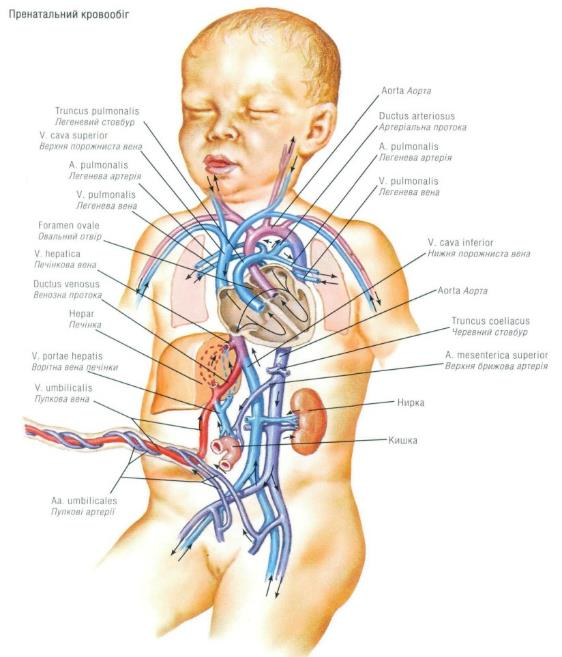 Пренатальний кровообіг
Truncus pulmonalis
Легеневий стовбур
V. cava superior
Верхня порожниста вена
A. pulmonalis
Легенева артерія
V. pulmonalis
Легенева вена
Foramen ovale
Овальний отвір
V. hepatica
Печінкова вена
Ductus venosus
Венозна протока
Hepar
Печінка
V. portae hepatis
Ворітна вена печінки
V. umbilicalis
Пупкова вена
Aa. umbilicales
Пупкові артерії
Aorta Аорта
Ductus arteriosus
Артеріальна протока
A. pulmonalis
Легенева артерія
V. pulmonalis
Легенева вена
V. cava inferior
Нижня порожниста вена
Aorta Аорта
Truncus coeliacus
Черевний стовбур
A. mesenterica superior
Верхня брижова артерія
Нирка
Кишка